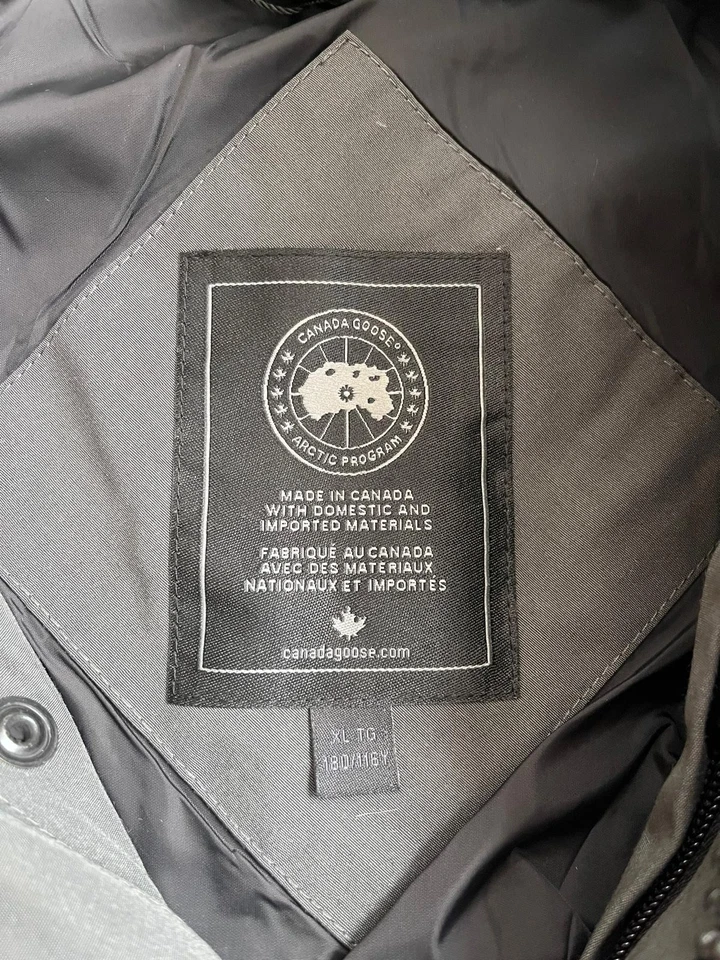 CANADA GOOSE®
ARCTIC PROGRAM
MADE IN CANADA
WITH DOMESTIC AND
IMPORTED MATERIALS
FABRIQUÉ AU CANADA
AVEC DES MATERIAUX
NATIONAUX ET IMPORTÉS
canadagoose.com
XL TG
180/116Y